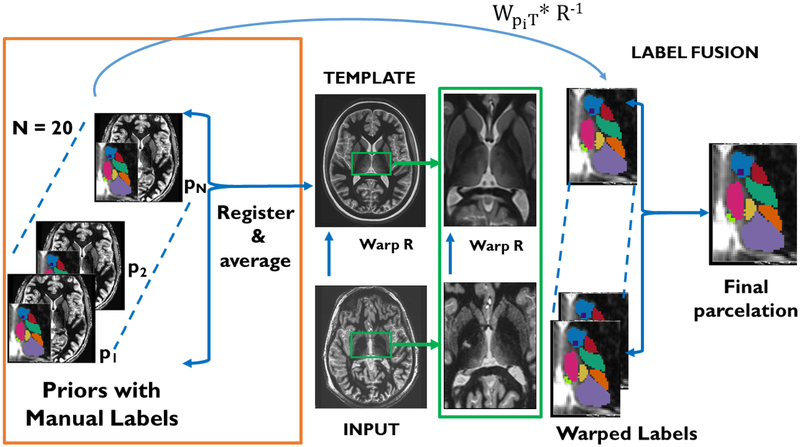 W_{p_iT}* R⁻¹
LABEL FUSION
TEMPLATE
N = 20
p_N
Register
&
average
Warp R
Warp R
p_2
p_1
Final
parcelation
Priors with
Manual Labels
INPUT
Warped Labels